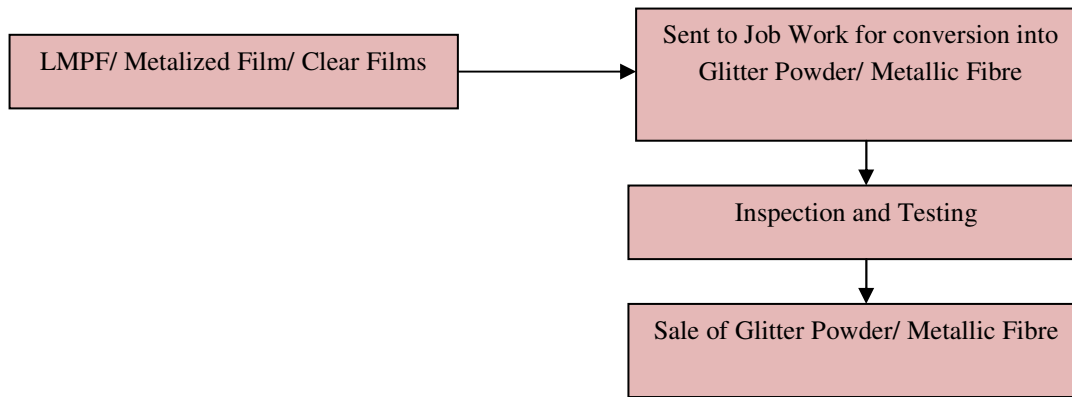 LMPF/ Metalized Film/ Clear Films
Sent to Job Work for conversion into
Glitter Powder/ Metallic Fibre
Inspection and Testing
Sale of Glitter Powder/ Metallic Fibre